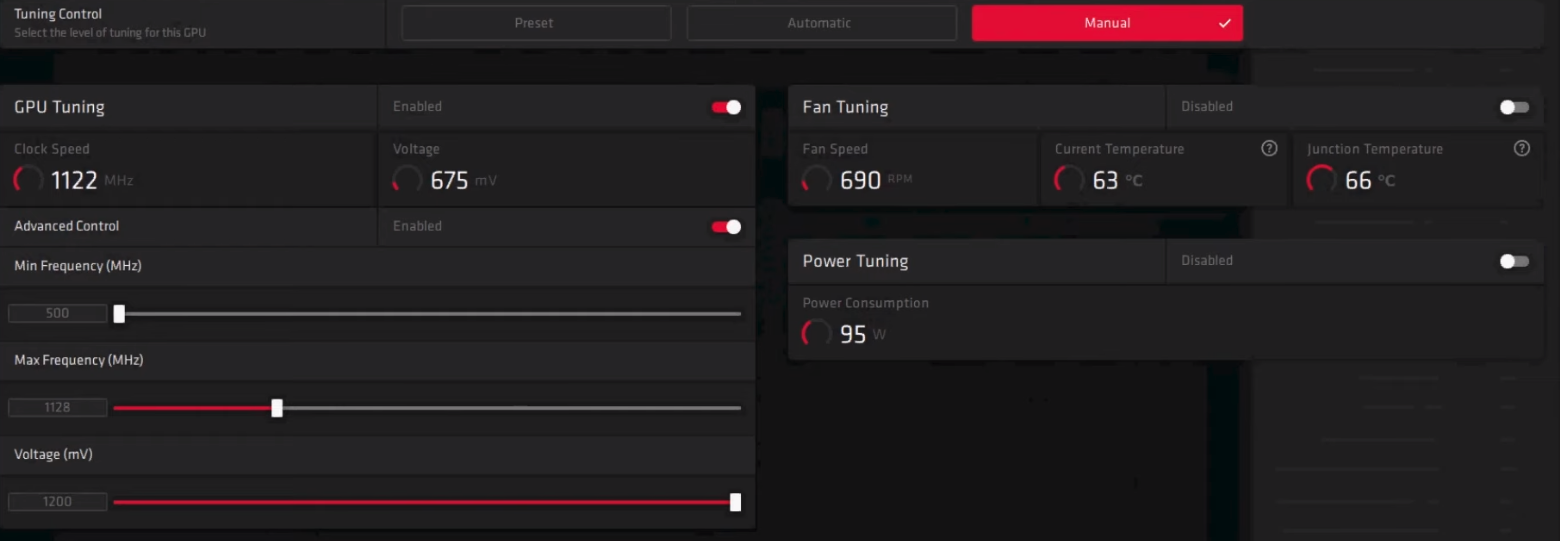 Tuning Control
Select the level of tuning for this GPU
Preset
Automatic
Manual
GPU Tuning
Enabled
Clock Speed
1122 MHz
Voltage
675 mV
Advanced Control
Enabled
Min Frequency (MHz)
500
Max Frequency (MHz)
1128
Voltage (mV)
1200
Fan Tuning
Disabled
Fan Speed
690 RPM
Current Temperature
?
63 °C
Junction Temperature
?
66 °C
Power Tuning
Disabled
Power Consumption
95 W